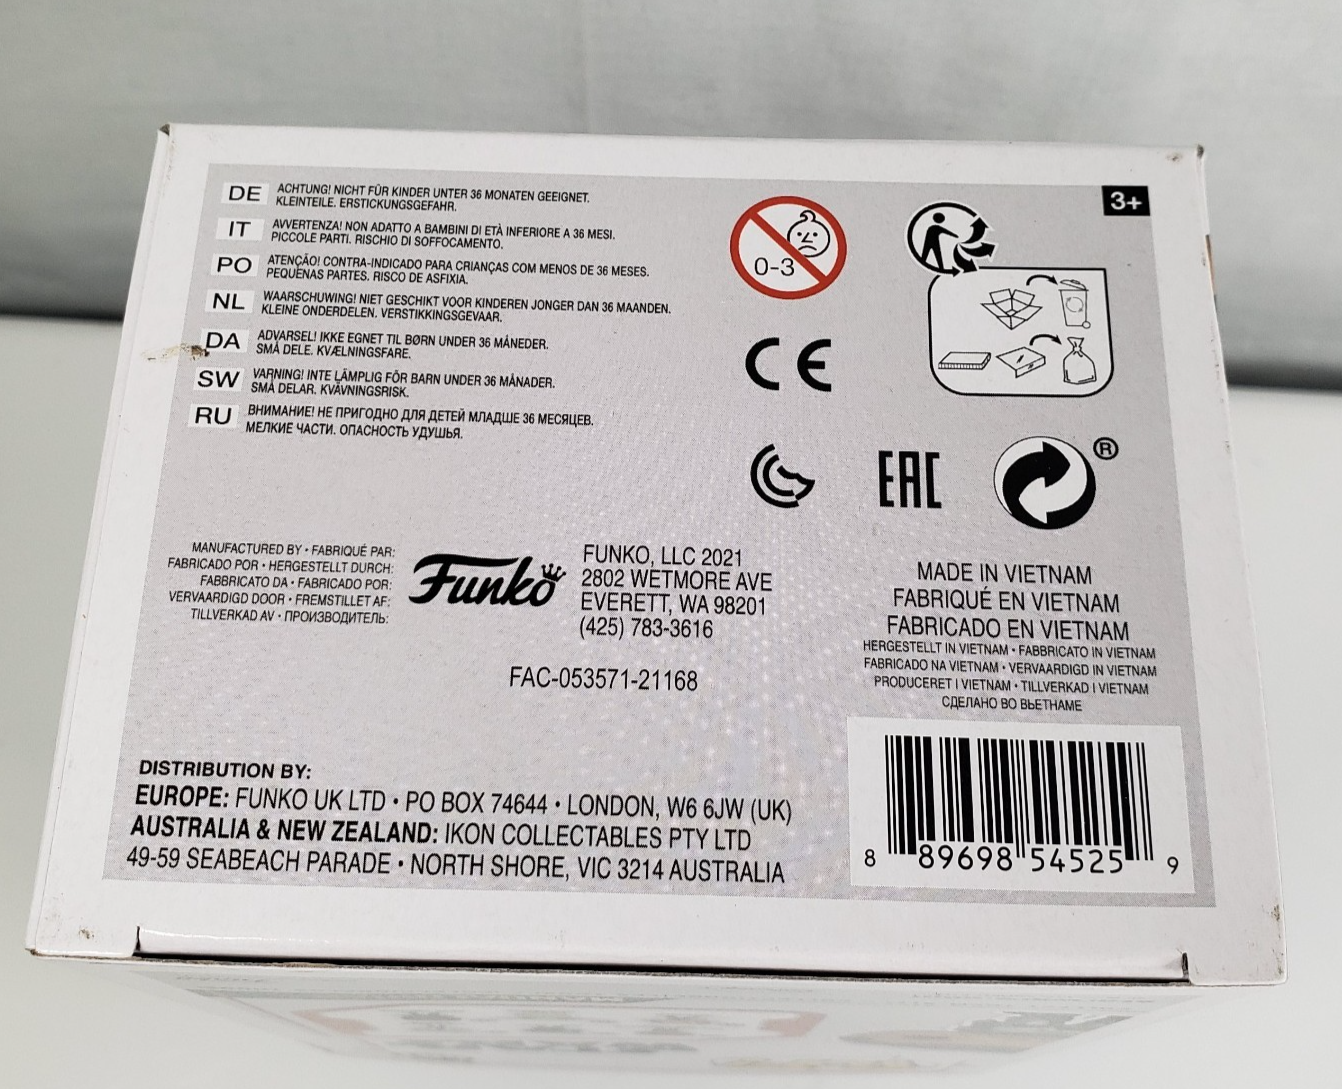 DE ACHTUNG! NICHT FÜR KINDER UNTER 36 MONATEN GEEIGNET.
KLEINTEILE. ERSTICKUNGSGEFAHR.
IT AVVERTENZA! NON ADATTO A BAMBINI DI ETÀ INFERIORE A 36 MESI.
PICCOLE PARTI. RISCHIO DI SOFFOCAMENTO.
PO ATENÇÃO! CONTRA-INDICADO PARA CRIANÇAS COM MENOS DE 36 MESES.
PEQUENAS PARTES. RISCO DE ASFIXIA.
NL WAARSCHUWING! NIET GESCHIKT VOOR KINDEREN JONGER DAN 36 MAANDEN.
KLEINE ONDERDELEN. VERSTIKKINGSGEVAAR.
DA ADVARSEL! IKKE EGNET TIL BØRN UNDER 36 MÅNEDER.
SMÅ DELE. KVÆLNINGSFARE.
SW VARNING! INTE LÄMPLIG FÖR BARN UNDER 36 MÅNADER.
SMÅ DELAR. KVÄVNINGSRISK.
RU ВНИМАНИЕ! НЕ ПРИГОДНО ДЛЯ ДЕТЕЙ МЛАДШЕ 36 МЕСЯЦЕВ.
МЕЛКИЕ ЧАСТИ. ОПАСНОСТЬ УДУШЬЯ.
0-3
3+
CE
EAC
®
MANUFACTURED BY • FABRIQUÉ PAR:
FABRICADO POR • HERGESTELLT DURCH:
FABBRICATO DA • FABRICADO POR:
VERVAARDIGD DOOR • FREMSTILLET AF:
TILLVERKAD AV • ПРОИЗВОДИТЕЛЬ:
Funko
FUNKO, LLC 2021
2802 WETMORE AVE
EVERETT, WA 98201
(425) 783-3616
FAC-053571-21168
MADE IN VIETNAM
FABRIQUÉ EN VIETNAM
FABRICADO EN VIETNAM
HERGESTELLT IN VIETNAM • FABBRICATO IN VIETNAM
FABRICADO NA VIETNAM • VERVAARDIGD IN VIETNAM
PRODUCERET I VIETNAM • TILLVERKAD I VIETNAM
СДЕЛАНО ВО ВЬЕТНАМЕ
DISTRIBUTION BY:
EUROPE: FUNKO UK LTD • PO BOX 74644 • LONDON, W6 6JW (UK)
AUSTRALIA & NEW ZEALAND: IKON COLLECTABLES PTY LTD
49-59 SEABEACH PARADE • NORTH SHORE, VIC 3214 AUSTRALIA
8 89698 54525 9